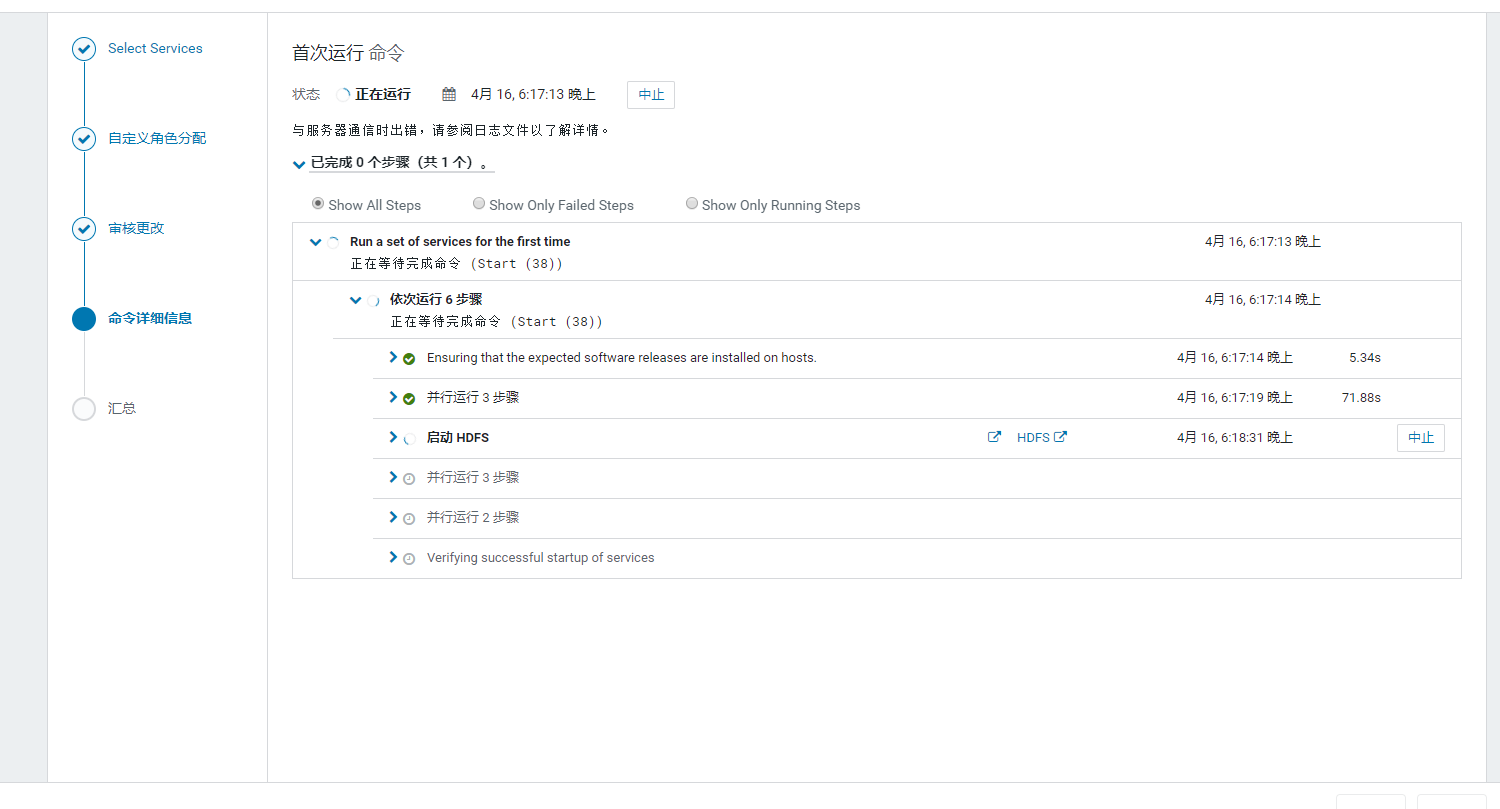 Select Services
自定义角色分配
审核更改
命令详细信息
汇总
首次运行 命令
状态 正在运行 4月 16, 6:17:13 晚上 中止
与服务器通信时出错，请参阅日志文件以了解详情。
已完成 0 个步骤（共 1 个）。
Show All Steps Show Only Failed Steps Show Only Running Steps
Run a set of services for the first time 4月 16, 6:17:13 晚上
正在等待完成命令 (Start (38))
依次运行 6 步骤 4月 16, 6:17:14 晚上
正在等待完成命令 (Start (38))
Ensuring that the expected software releases are installed on hosts. 4月 16, 6:17:14 晚上 5.34s
并行运行 3 步骤 4月 16, 6:17:19 晚上 71.88s
启动 HDFS HDFS 4月 16, 6:18:31 晚上 中止
并行运行 3 步骤
并行运行 2 步骤
Verifying successful startup of services